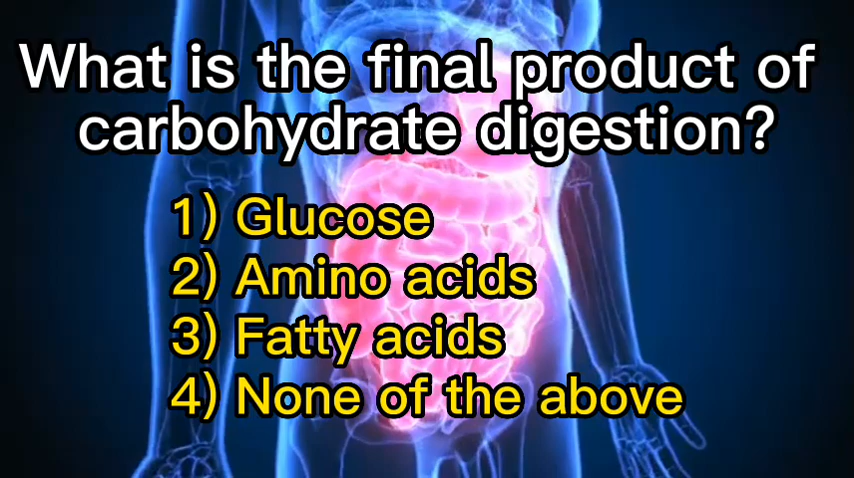 What is the final product of
carbohydrate digestion?
1) Glucose
2) Amino acids
3) Fatty acids
4) None of the above